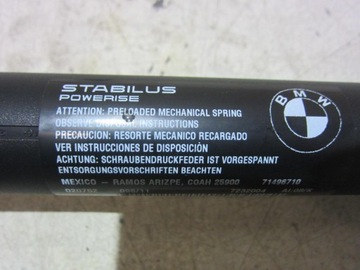 STABILUS
POWERISE
BMW
ATTENTION: PRELOADED MECHANICAL SPRING
OBSERVE DISPOSAL INSTRUCTIONS
PRECAUCION: RESORTE MECANICO RECARGADO
VER INSTRUCCIONES DE DISPOSAL
ACHTUNG: SCHRAUBENDRUCKFEDER IST VORGESPANNT
ENTSORGUNGSVORSCHRIFTEN BEACHTEN
MEXICO – RAMOS ARIZPE, COAH 25900 71496710